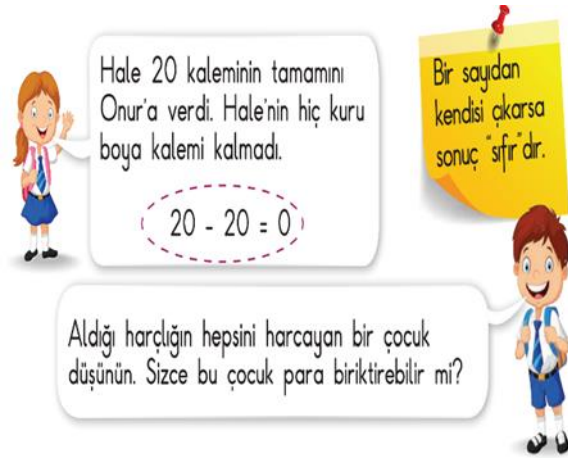 Hale 20 kaleminin tamamını
Onur'a verdi. Hale'nin hiç kuru
boya kalemi kalmadı.
20 - 20 = 0
Bir sayıdan
kendisi çıkarsa
sonuç "sıfır"dır.
Aldığı harçlığın hepsini harcayan bir çocuk
düşünün. Sizce bu çocuk para biriktirebilir mi?